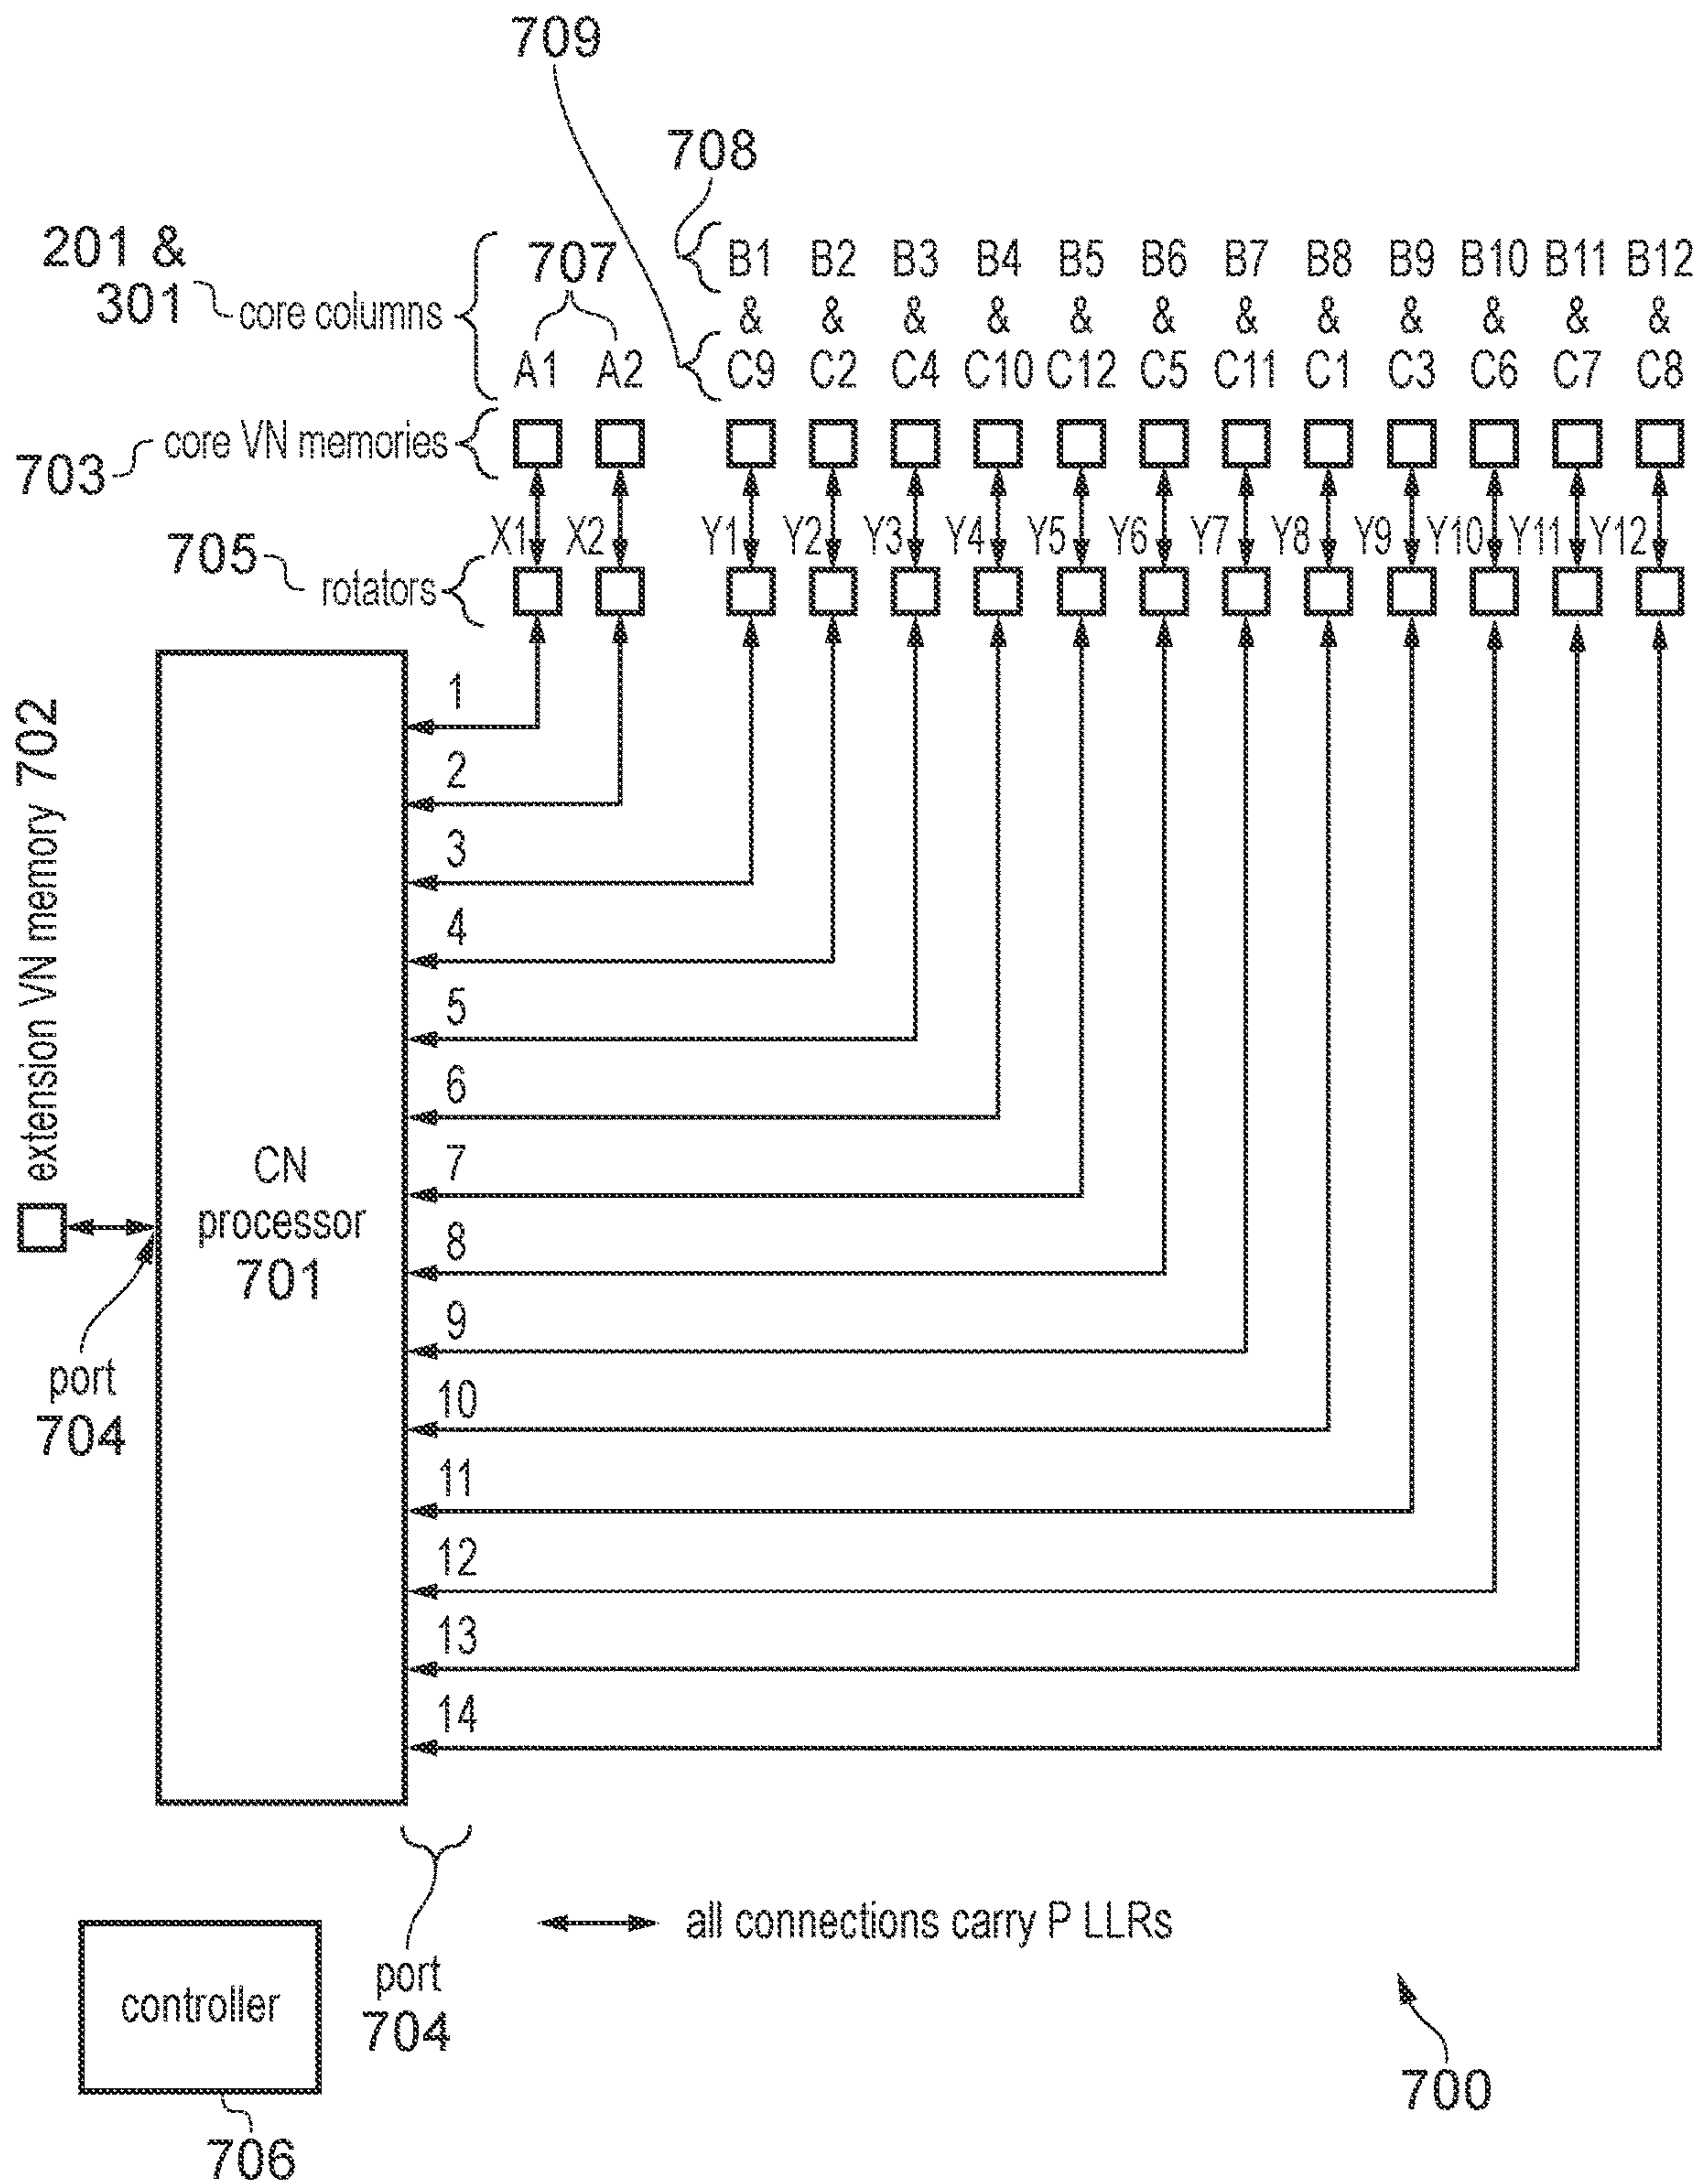 709
708
201 &
301
core columns
707
B1 B2 B3 B4 B5 B6 B7 B8 B9 B10 B11 B12
& & & & & & & & & & & &
A1 A2 C9 C2 C4 C10 C12 C5 C11 C1 C3 C6 C7 C8
703
core VN memories
X1 X2 Y1 Y2 Y3 Y4 Y5 Y6 Y7 Y8 Y9 Y10 Y11 Y12
705
rotators
extension VN memory 702
CN
processor
701
port
704
1
2
3
4
5
6
7
8
9
10
11
12
13
14
port
704
all connections carry P LLRs
controller
706
700